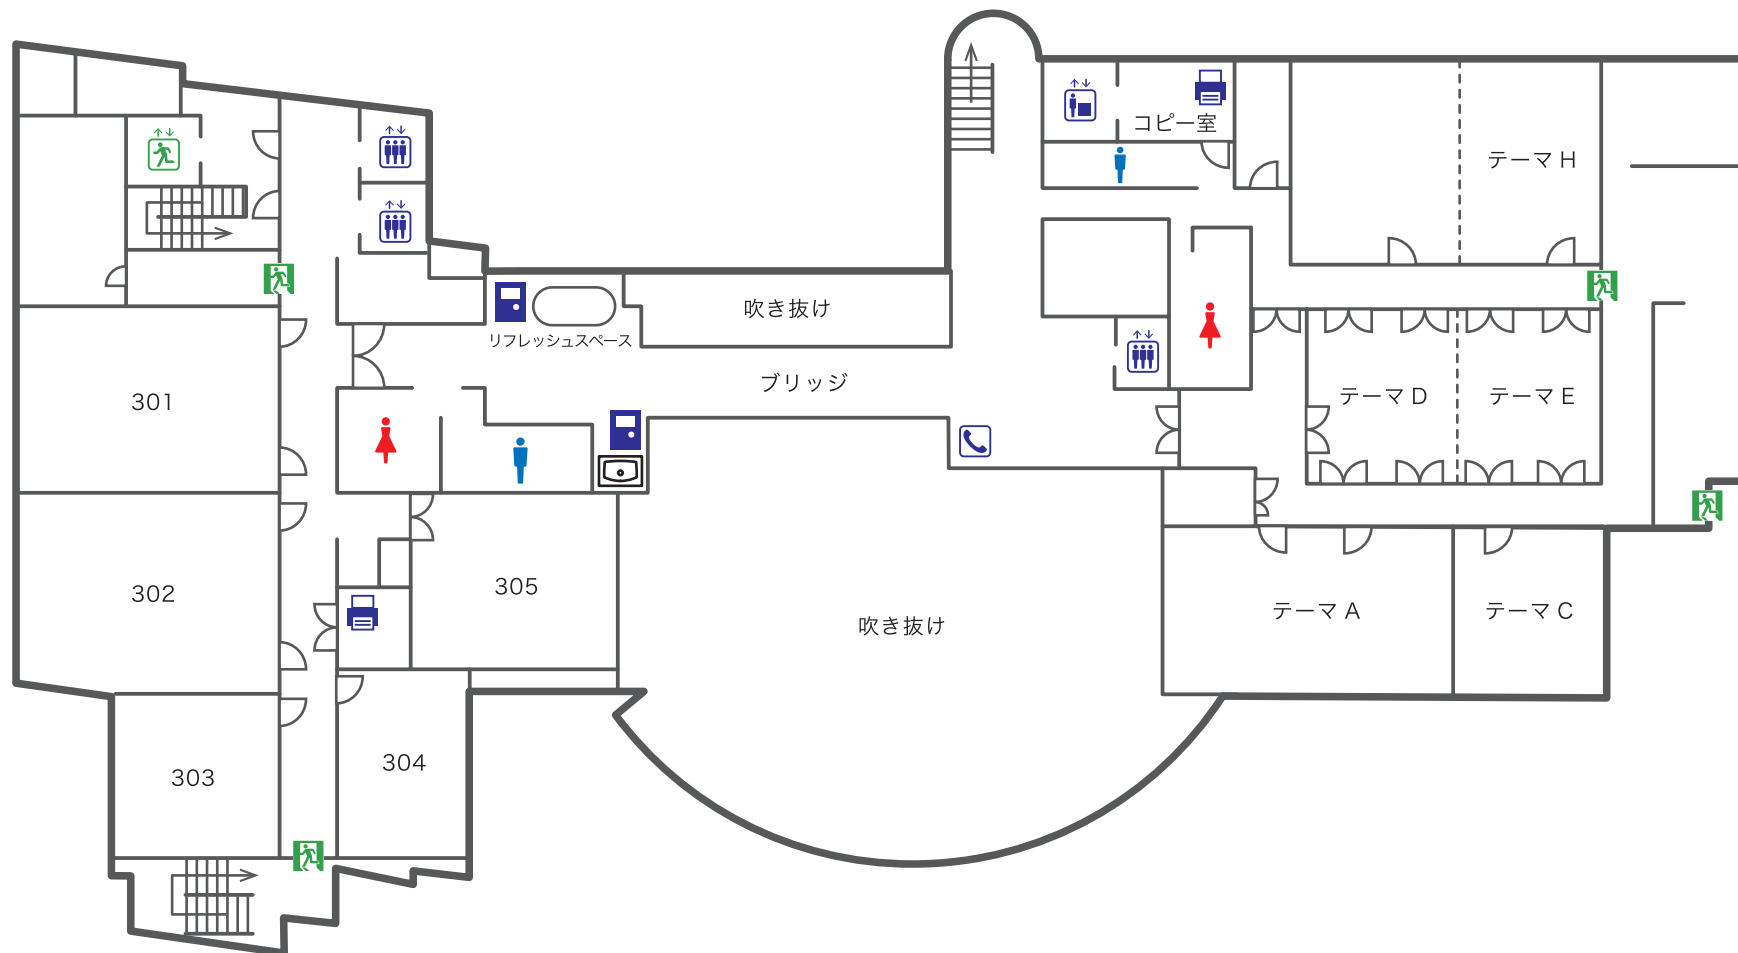 コピー室
テーマ H
吹き抜け
リフレッシュスペース
ブリッジ
301
テーマ D
テーマ E
302
305
吹き抜け
テーマ A
テーマ C
303
304